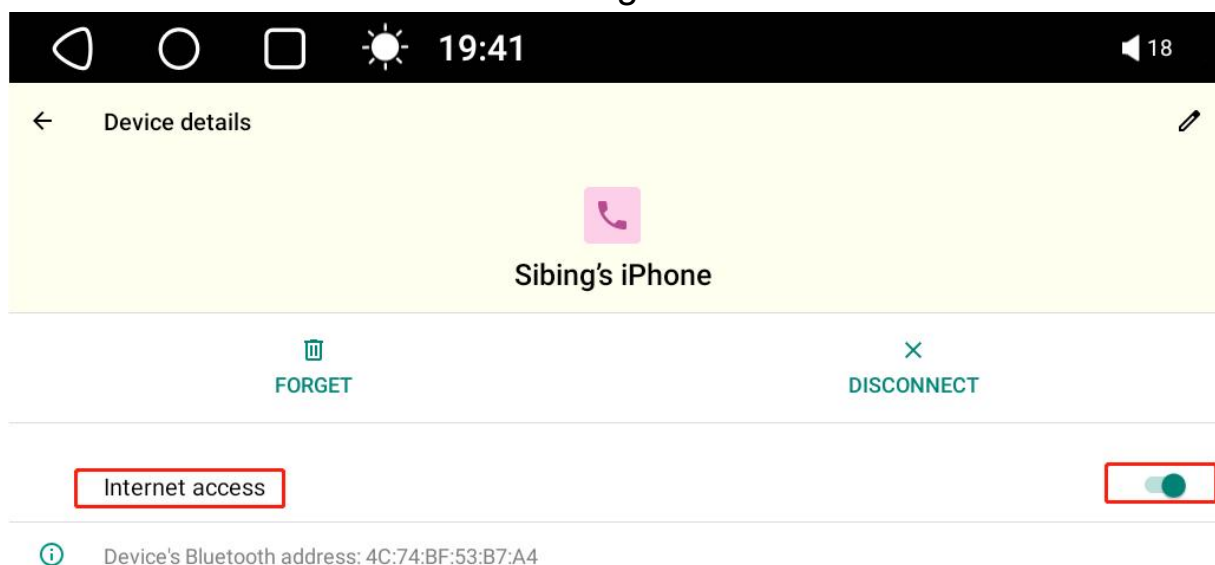 19:41
18
Device details
Sibing's iPhone
FORGET
DISCONNECT
Internet access
Device's Bluetooth address: 4C:74:BF:53:B7:A4